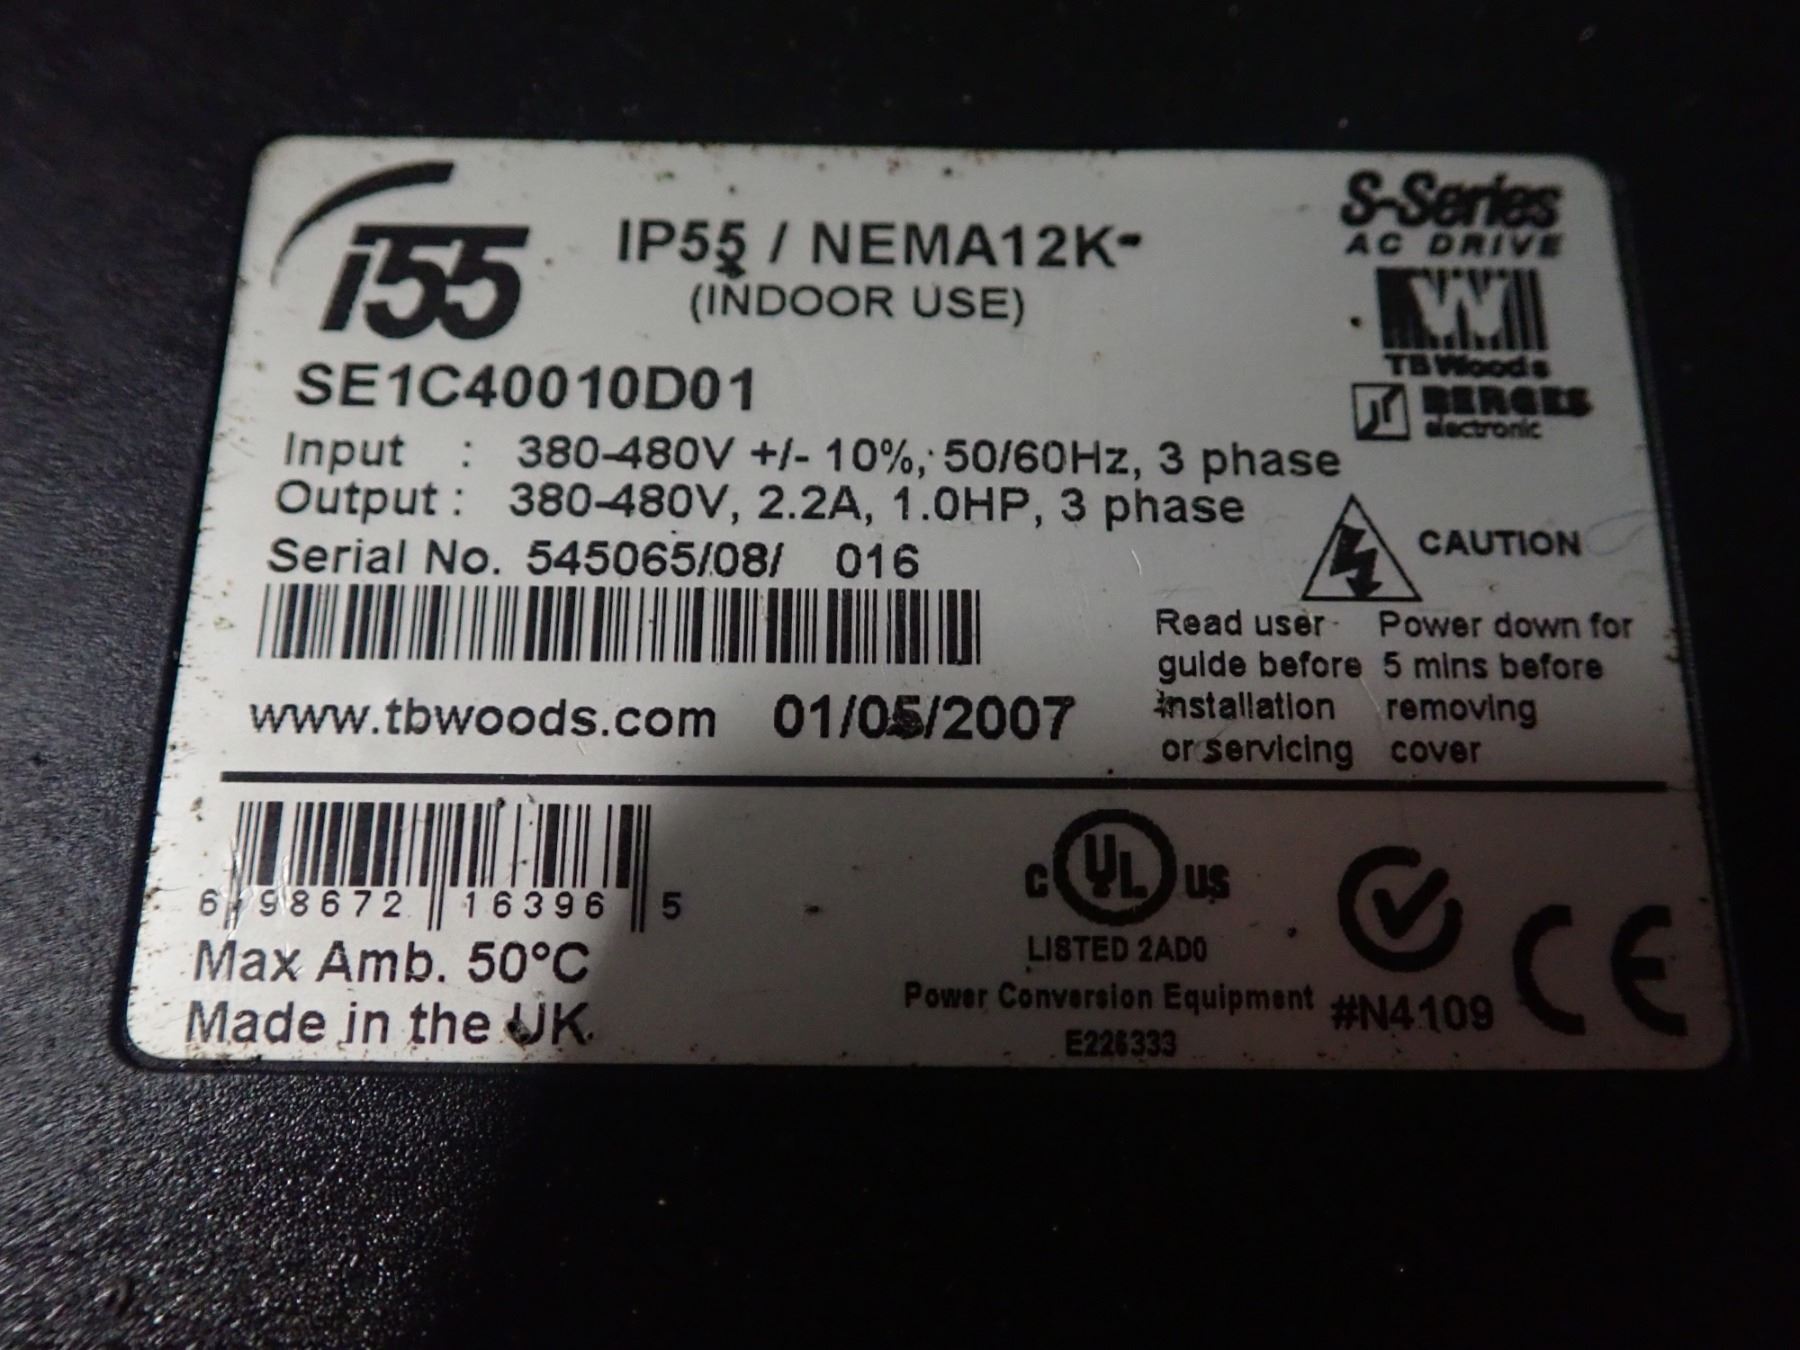 i55
IP55 / NEMA12K
(INDOOR USE)
S-Series
AC DRIVE
TB Woods
BERGES
electronic
SE1C40010D01
Input : 380-480V +/- 10%, 50/60Hz, 3 phase
Output : 380-480V, 2.2A, 1.0HP, 3 phase
Serial No. 545065/08/ 016
CAUTION
Read user
guide before
installation
or servicing
Power down for
5 mins before
removing
cover
www.tbwoods.com 01/05/2007
6 98672 16396 5
Max Amb. 50°C
Made in the UK
C UL US
LISTED 2AD0
Power Conversion Equipment
E226333
#N4109
CE